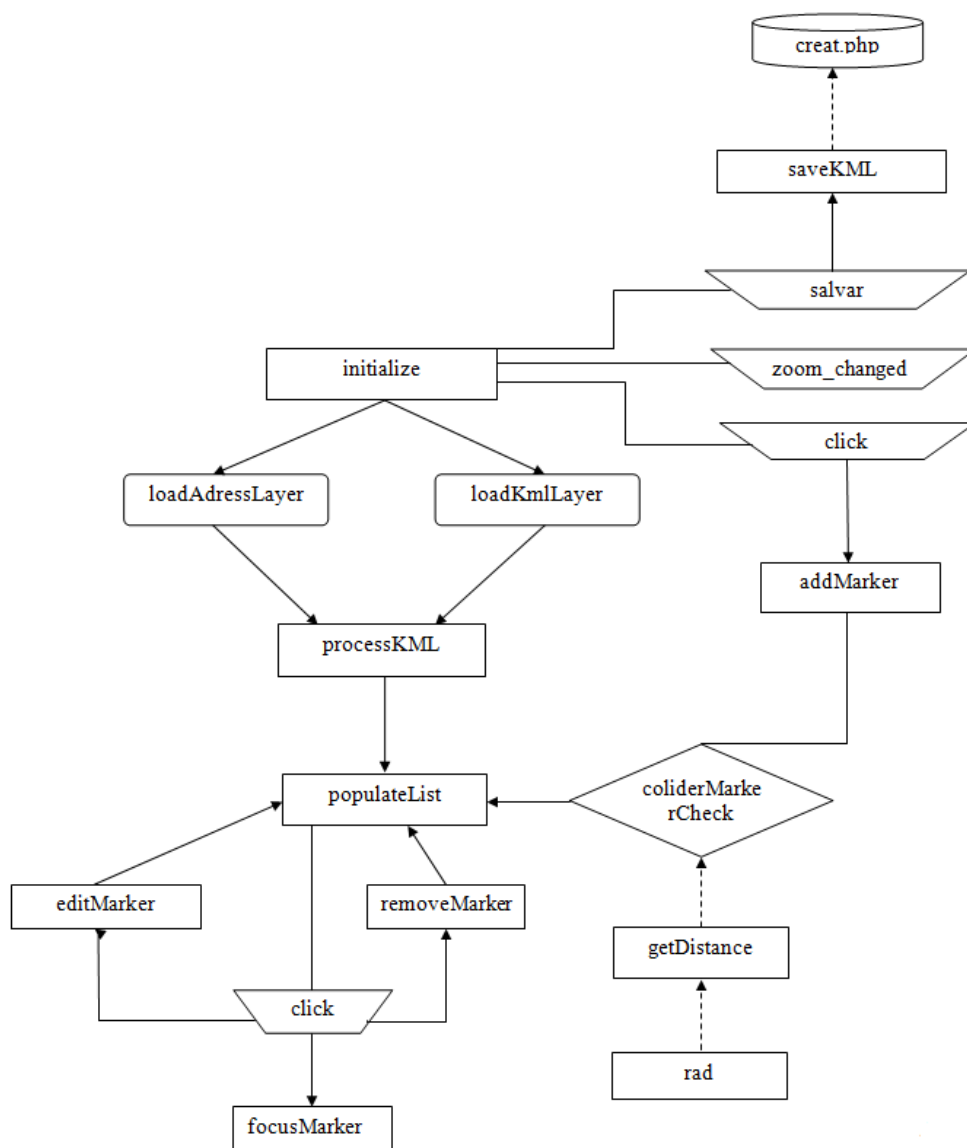 creat.php
saveKML
salvar
initialize
zoom_changed
click
loadAdressLayer
loadKmlLayer
addMarker
processKML
populateList
coliderMarke
rCheck
editMarker
removeMarker
getDistance
click
rad
focusMarker